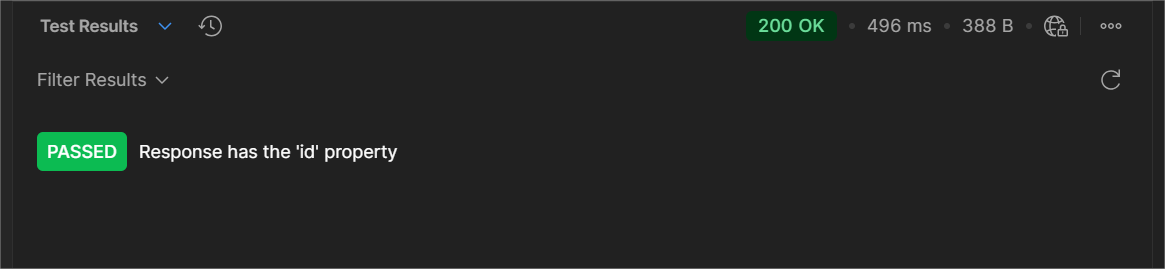 Test Results 200 OK • 496 ms • 388 B •
Filter Results
PASSED Response has the 'id' property